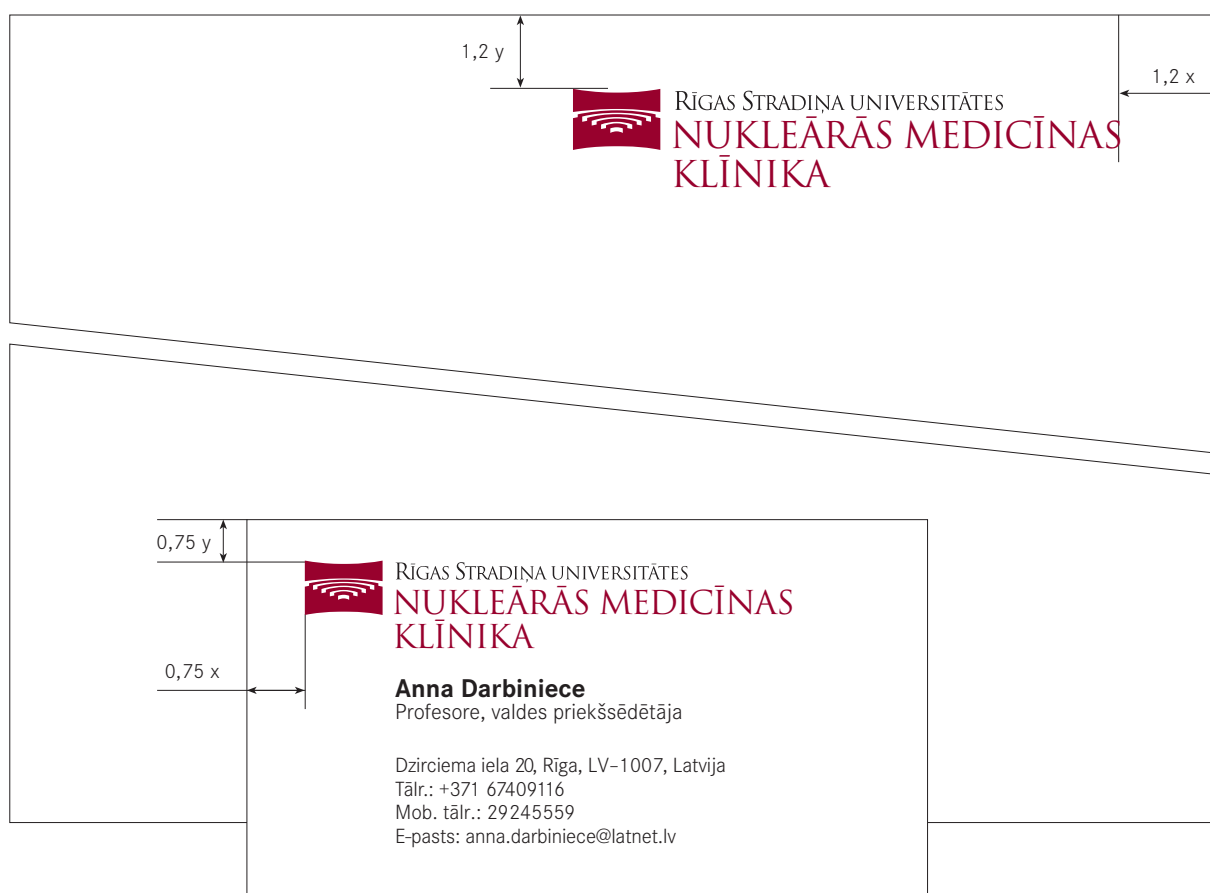 1,2 y
1,2 x
RĪGAS STRADIŅA UNIVERSITĀTES
NUKLEĀRĀS MEDICĪNAS
KLĪNIKA
0,75 y
RĪGAS STRADIŅA UNIVERSITĀTES
NUKLEĀRĀS MEDICĪNAS
KLĪNIKA
0,75 x
Anna Darbiniece
Profesore, valdes priekšsēdētāja
Dzirciema iela 20, Rīga, LV–1007, Latvija
Tālr.: +371 67409116
Mob. tālr.: 29245559
E-pasts: anna.darbiniece@latnet.lv